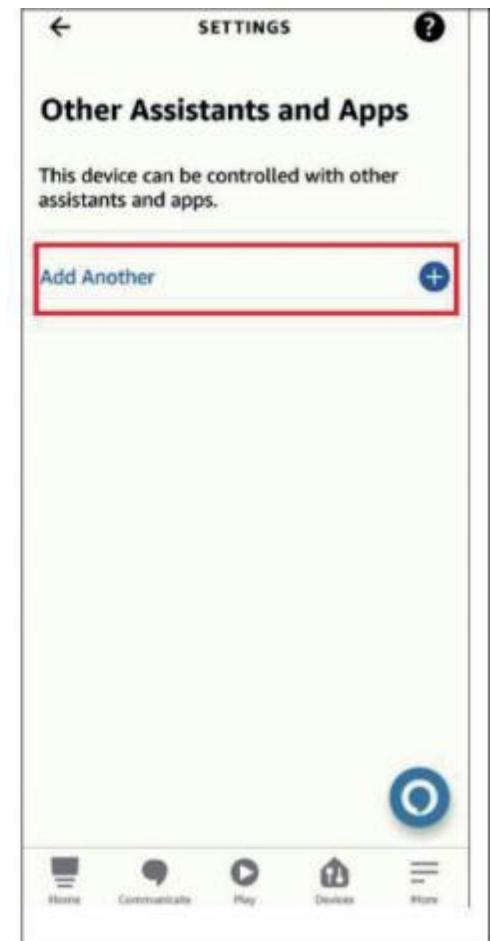 SETTINGS
?
Other Assistants and Apps
This device can be controlled with other
assistants and apps.
Add Another
Home
Communicate
Play
Devices
More